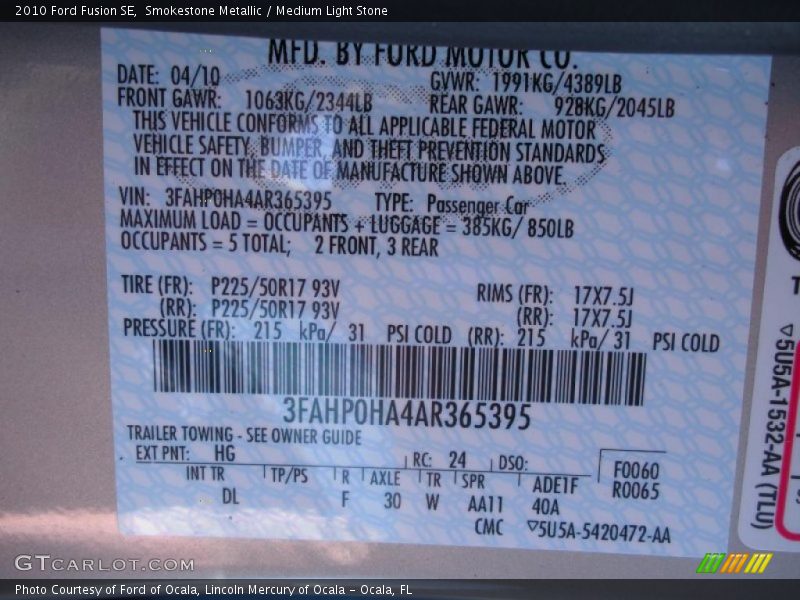 2010 Ford Fusion SE, Smokestone Metallic / Medium Light Stone
MFD. BY FORD MOTOR CO.
DATE: 04/10 GVWR: 1991KG/4389LB
FRONT GAWR: 1063KG/2344LB REAR GAWR: 928KG/2045LB
THIS VEHICLE CONFORMS TO ALL APPLICABLE FEDERAL MOTOR
VEHICLE SAFETY, BUMPER, AND THEFT PREVENTION STANDARDS
IN EFFECT ON THE DATE OF MANUFACTURE SHOWN ABOVE.
VIN: 3FAHP0HA4AR365395 TYPE: Passenger Car
MAXIMUM LOAD = OCCUPANTS + LUGGAGE = 385KG/ 850LB
OCCUPANTS = 5 TOTAL; 2 FRONT, 3 REAR
TIRE (FR): P225/50R17 93V RIMS (FR): 17X7.5J
(RR): P225/50R17 93V (RR): 17X7.5J
PRESSURE (FR): 215 kPa/ 31 PSI COLD (RR): 215 kPa/ 31 PSI COLD
3FAHP0HA4AR365395
TRAILER TOWING - SEE OWNER GUIDE
EXT PNT: HG RC: 24 DSO: F0060
INT TR TP/PS R AXLE TR SPR ADE1F R0065
DL F 30 W AA11 40A
CMC ▽5U5A-5420472-AA
▽5U5A-1532-AA (TLU)
GTCARLOT.COM
Photo Courtesy of Ford of Ocala, Lincoln Mercury of Ocala - Ocala, FL